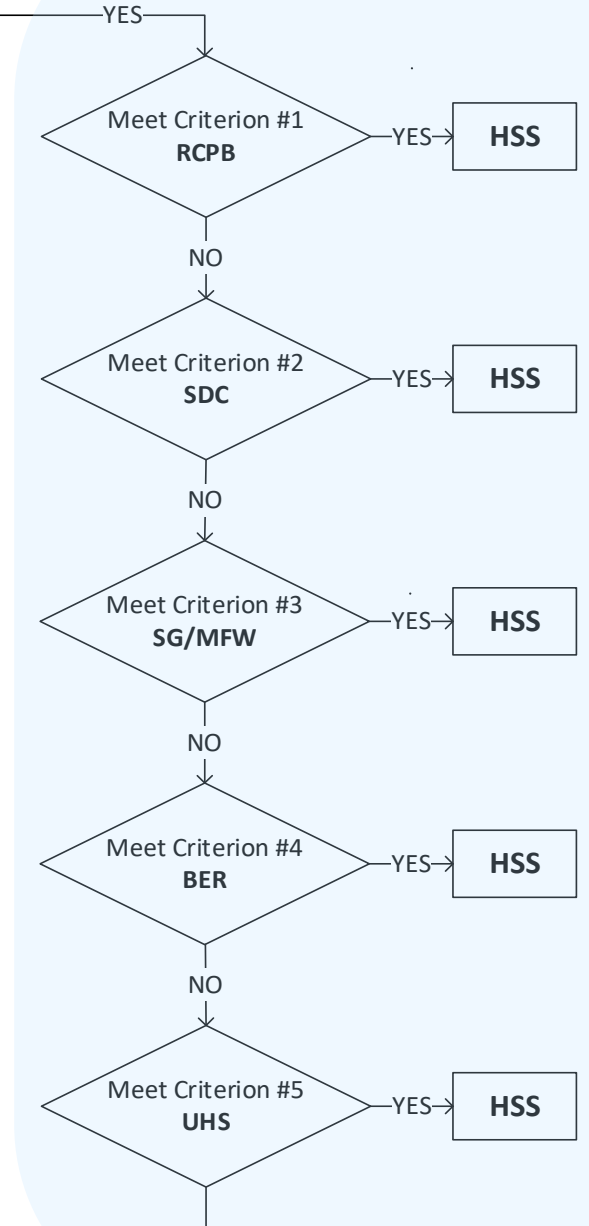 YES
Meet Criterion #1
RCPB
YES
HSS
NO
Meet Criterion #2
SDC
YES
HSS
NO
Meet Criterion #3
SG/MFW
YES
HSS
NO
Meet Criterion #4
BER
YES
HSS
NO
Meet Criterion #5
UHS
YES
HSS